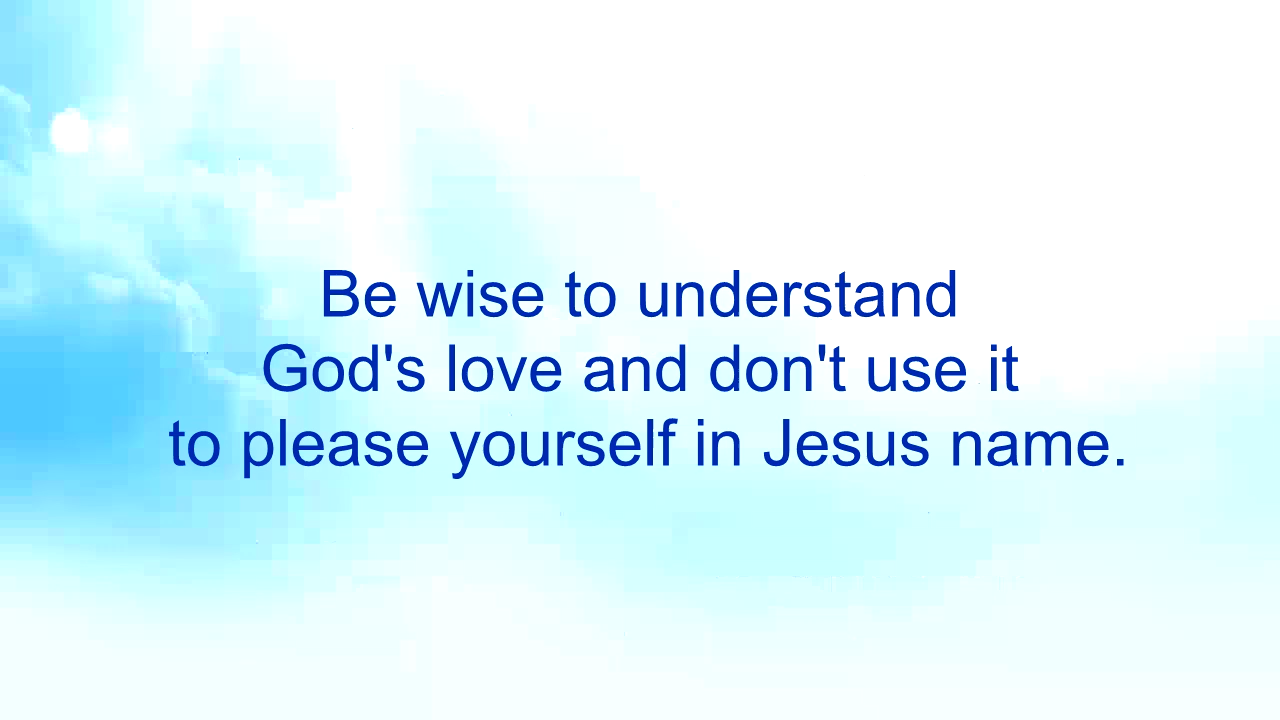 Be wise to understand
God's love and don't use it
to please yourself in Jesus name.